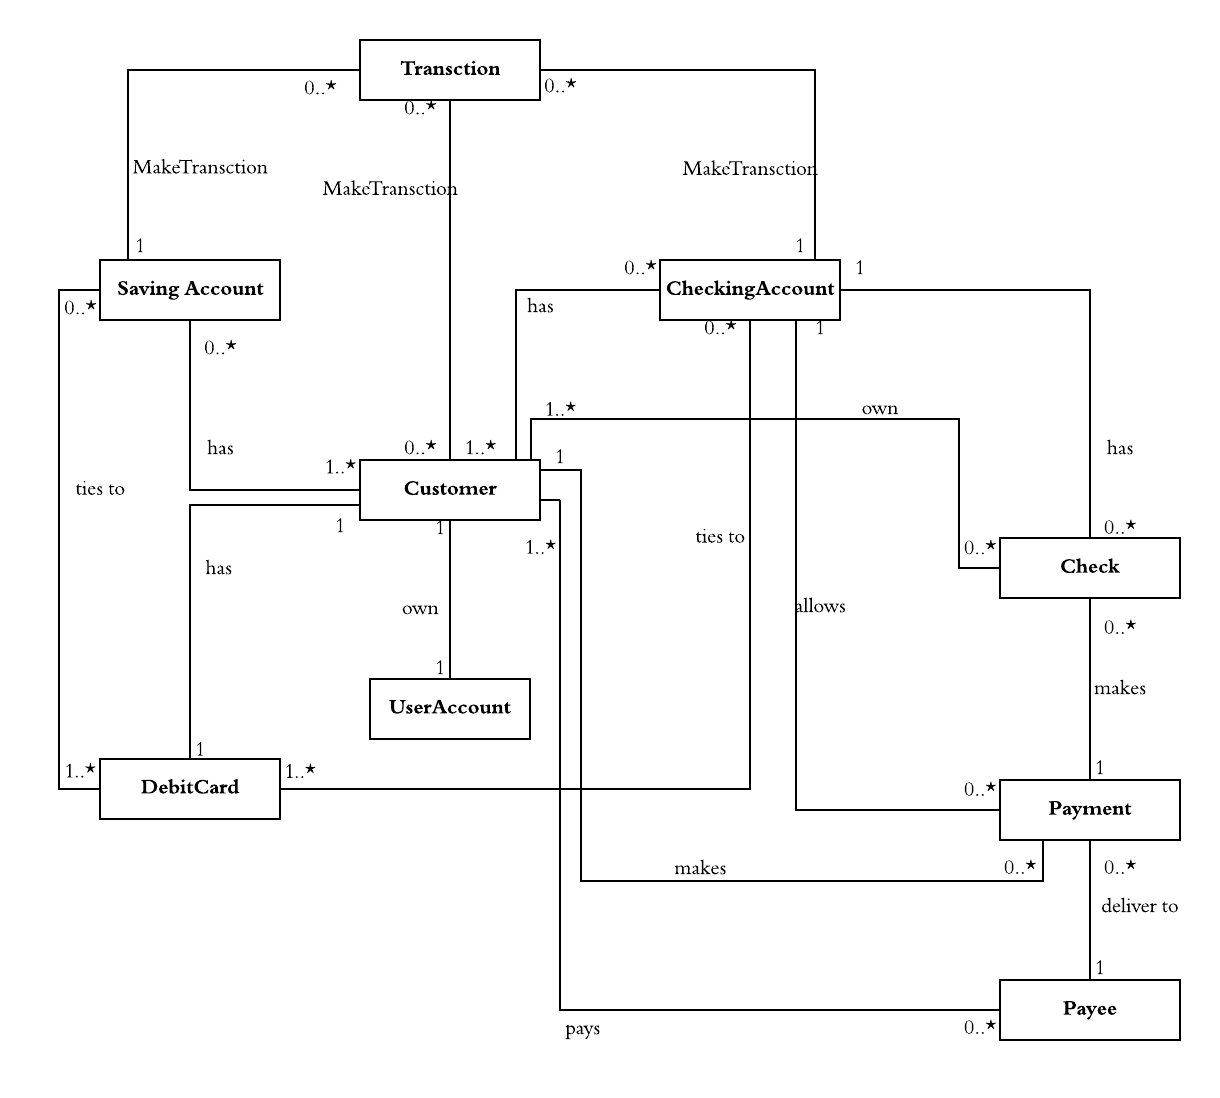 Transction
0..*
0..*
0..*
MakeTransction
MakeTransction
MakeTransction
1
1
0..*
1
Saving Account
CheckingAccount
0..*
has
0..*
1
0..*
1..*
own
has
0..*
1..*
1
has
1..*
ties to
Customer
1
1
1..*
ties to
0..*
0..*
Check
has
own
allows
0..*
1
makes
UserAccount
1
1..*
1..*
1
DebitCard
0..*
Payment
makes
0..*
0..*
deliver to
1
Payee
pays
0..*